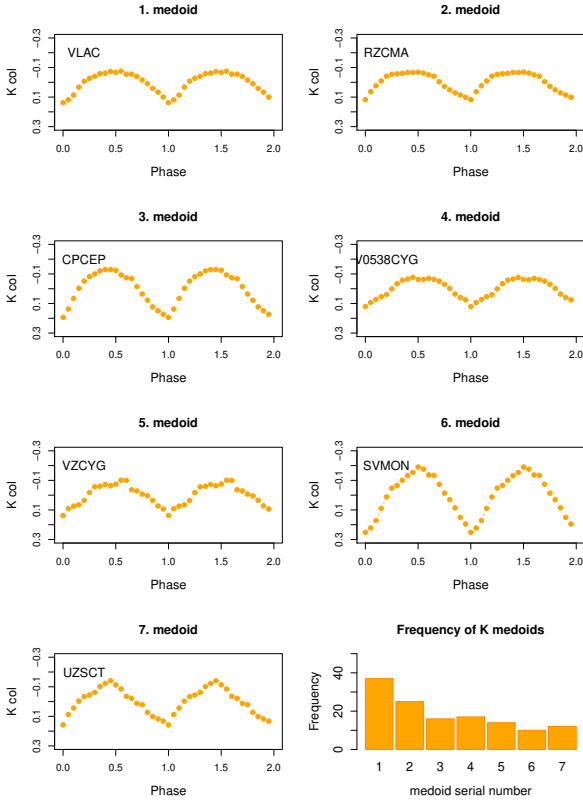 1. medoid
K col
-0.3
-0.1
0.1
0.3
VLAC
0.0 0.5 1.0 1.5 2.0
Phase
2. medoid
K col
-0.3
-0.1
0.1
0.3
RZCMA
0.0 0.5 1.0 1.5 2.0
Phase
3. medoid
K col
-0.3
-0.1
0.1
0.3
CPCEP
0.0 0.5 1.0 1.5 2.0
Phase
4. medoid
K col
-0.3
-0.1
0.1
0.3
V0538CYG
0.0 0.5 1.0 1.5 2.0
Phase
5. medoid
K col
-0.3
-0.1
0.1
0.3
VZCYG
0.0 0.5 1.0 1.5 2.0
Phase
6. medoid
K col
-0.3
-0.1
0.1
0.3
SVMON
0.0 0.5 1.0 1.5 2.0
Phase
7. medoid
K col
-0.3
-0.1
0.1
0.3
UZSCT
0.0 0.5 1.0 1.5 2.0
Phase
Frequency of K medoids
Frequency
40
20
0
1 2 3 4 5 6 7
medoid serial number